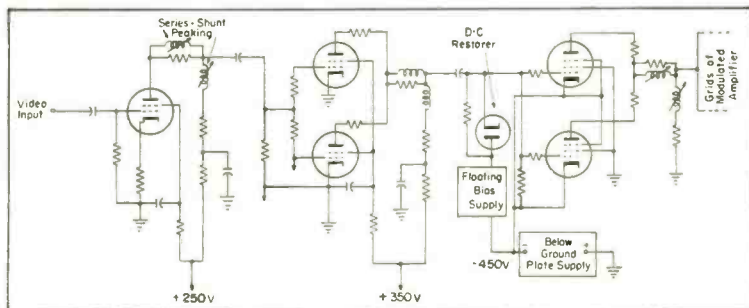 Series-Shunt
Peaking
Video
Input
+250V
+350V
D-C
Restorer
Floating
Bias
Supply
-450V
Below
Ground
Plate Supply
Grids of
Modulated
Amplifier